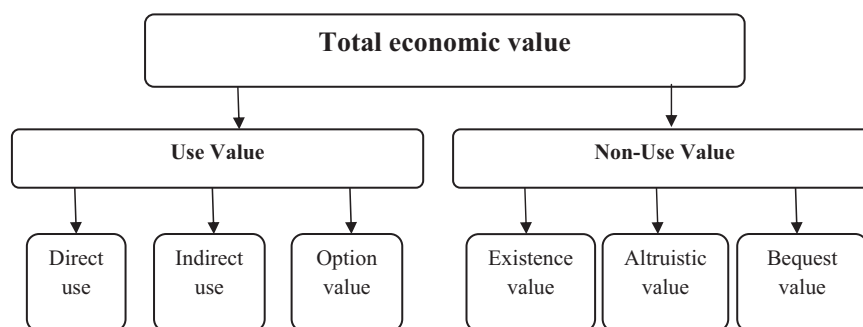 Total economic value
Use Value
Non-Use Value
Direct
use
Indirect
use
Option
value
Existence
value
Altruistic
value
Bequest
value